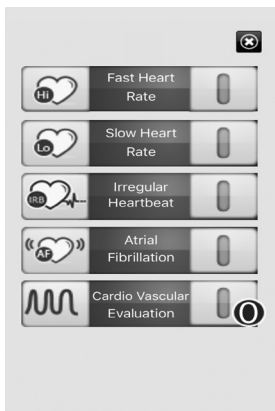 Hi
Fast Heart
Rate
Lo
Slow Heart
Rate
IRB
Irregular
Heartbeat
AF
Atrial
Fibrillation
Cardio Vascular
Evaluation
O